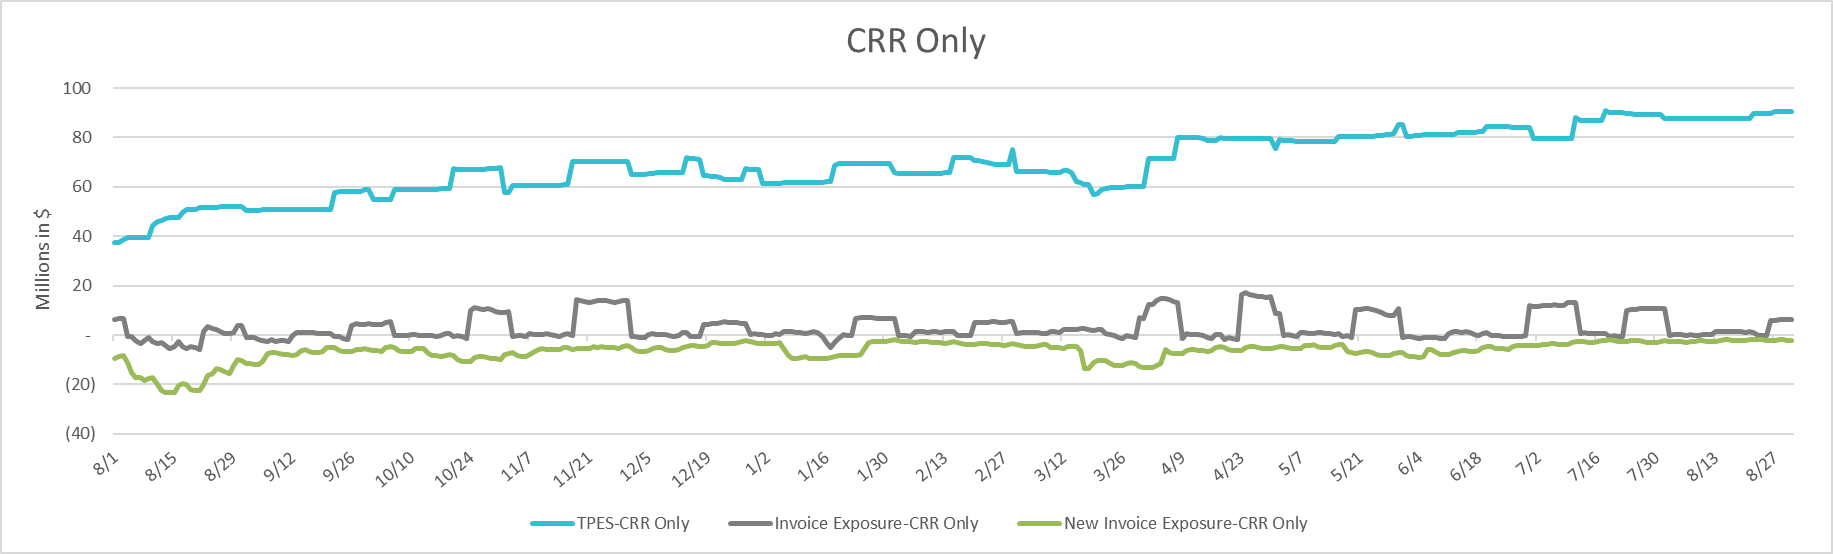 CRR Only
Millions in $
100
80
60
40
20
-
(20)
(40)
8/1 8/15 8/29 9/12 9/26 10/10 10/24 11/7 11/21 12/5 12/19 1/2 1/16 1/30 2/13 2/27 3/12 3/26 4/9 4/23 5/7 5/21 6/4 6/18 7/2 7/16 7/30 8/13 8/27
TPES-CRR Only Invoice Exposure-CRR Only New Invoice Exposure-CRR Only